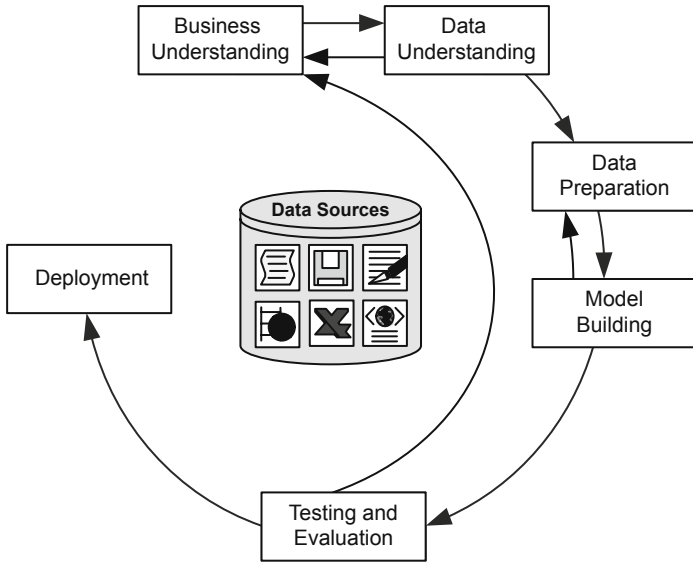 Business
Understanding
Data
Understanding
Data
Preparation
Data Sources
Deployment
Model
Building
Testing and
Evaluation